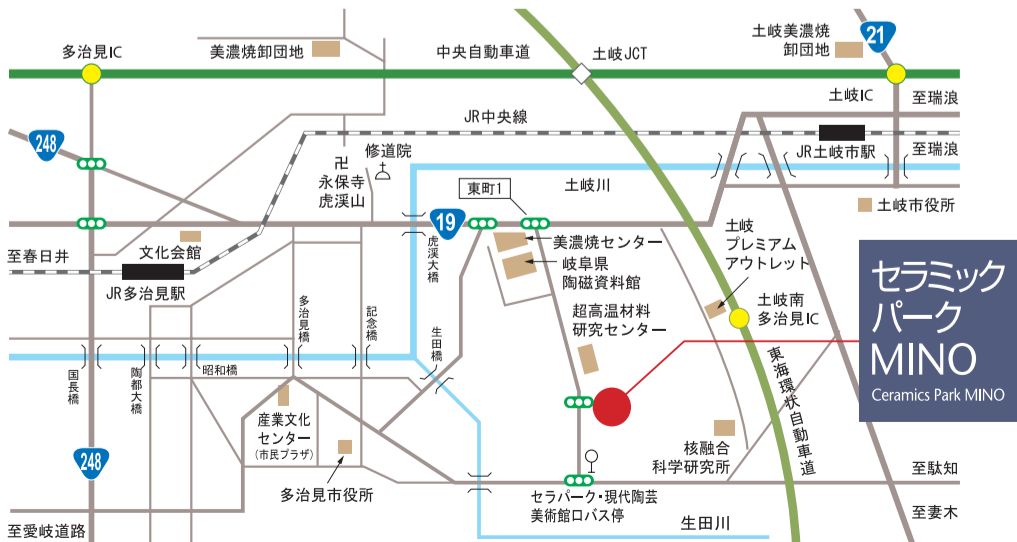 多治見IC
美濃焼卸団地
中央自動車道
土岐JCT
土岐美濃焼
卸団地
21
土岐IC
至瑞浪
JR中央線
248
修道院
卍
永保寺
虎渓山
東町1
土岐川
JR土岐市駅
至瑞浪
土岐市役所
19
至春日井
文化会館
JR多治見駅
虎渓大橋
美濃焼センター
岐阜県
陶磁資料館
土岐
プレミアム
アウトレット
セラミック
パーク
MINO
Ceramics Park MINO
多治見橋
記念橋
生田橋
超高温材料
研究センター
土岐南
多治見IC
国長橋
陶都大橋
昭和橋
東海環状自動車道
産業文化
センター
(市民プラザ)
248
多治見市役所
核融合
科学研究所
至駄知
セラパーク・現代陶芸
美術館口バス停
至妻木
至愛岐道路
生田川